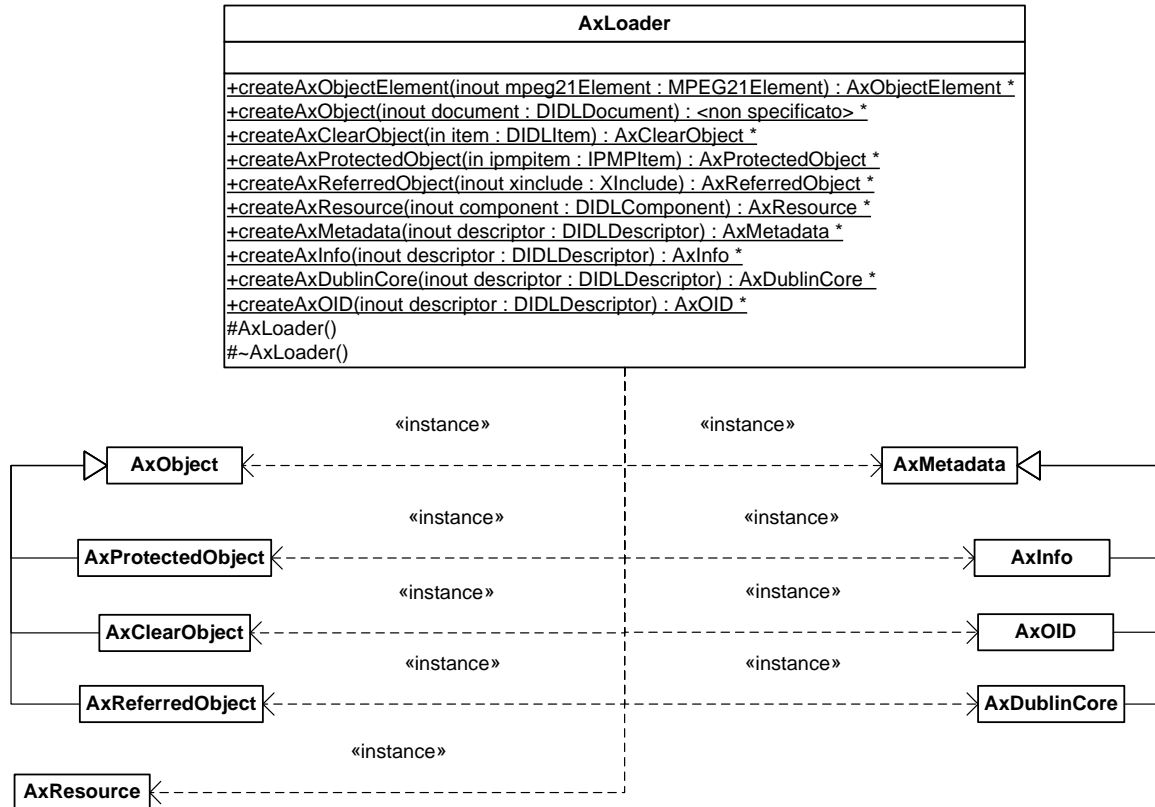 AxLoader
+createAxObjectElement(inout mpeg21Element : MPEG21Element) : AxObjectElement *
+createAxObject(inout document : DIDLDocument) : <non specificato> *
+createAxClearObject(in item : DIDLItem) : AxClearObject *
+createAxProtectedObject(in ipmpitem : IPMPItem) : AxProtectedObject *
+createAxReferredObject(inout xinclude : XInclude) : AxReferredObject *
+createAxResource(inout component : DIDLComponent) : AxResource *
+createAxMetadata(inout descriptor : DIDLDescriptor) : AxMetadata *
+createAxInfo(inout descriptor : DIDLDescriptor) : AxInfo *
+createAxDublinCore(inout descriptor : DIDLDescriptor) : AxDublinCore *
+createAxOID(inout descriptor : DIDLDescriptor) : AxOID *
#AxLoader()
#~AxLoader()
«instance» «instance»
AxObject AxMetadata
«instance» «instance»
AxProtectedObject AxInfo
«instance» «instance»
AxClearObject AxOID
«instance» «instance»
AxReferredObject AxDublinCore
«instance»
AxResource